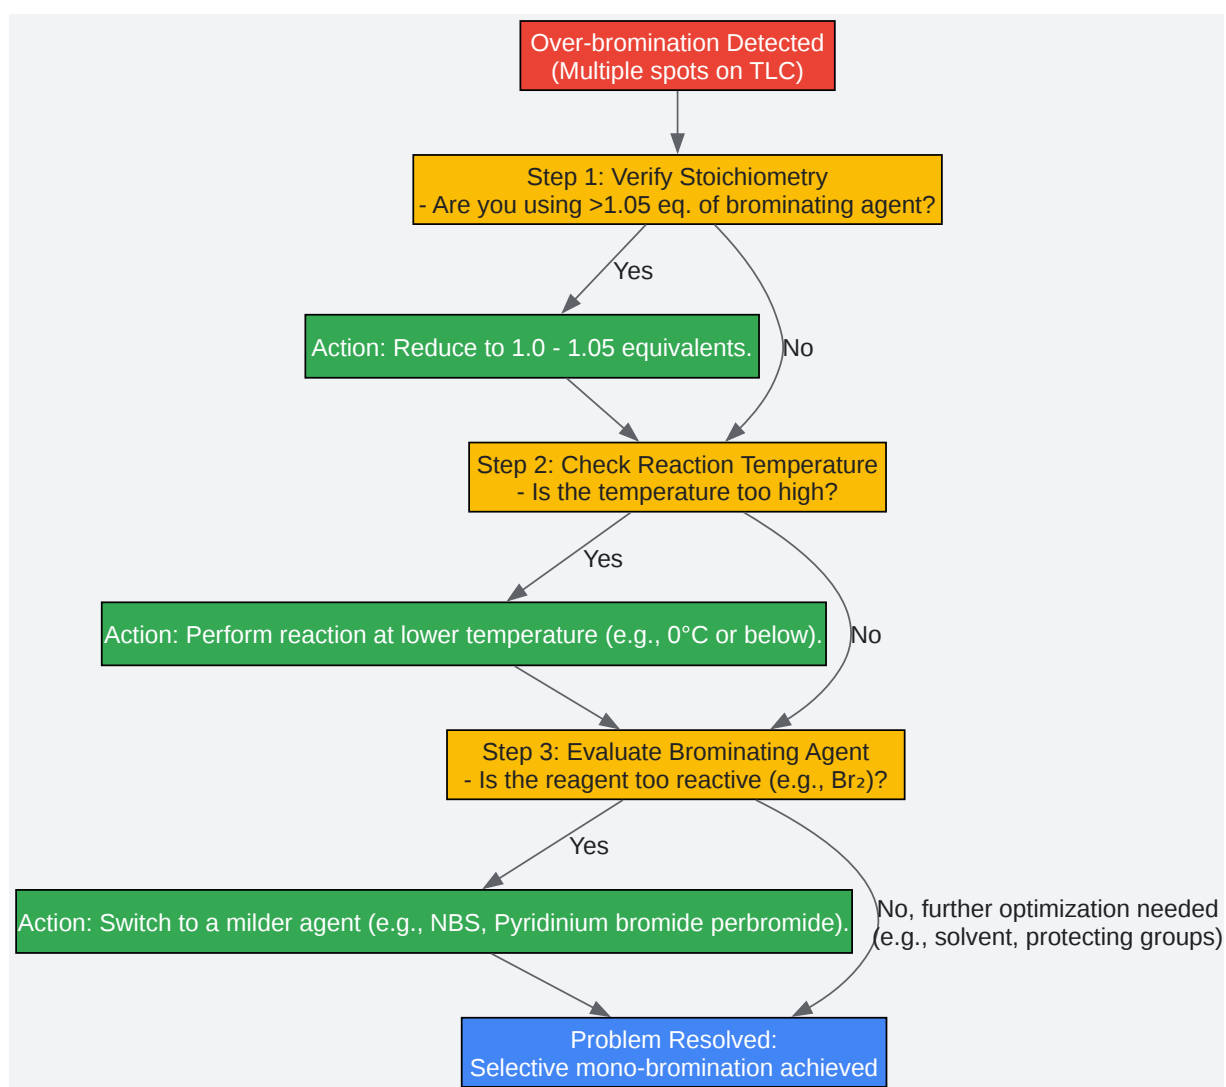 Over-bromination Detected
(Multiple spots on TLC)
Step 1: Verify Stoichiometry
- Are you using >1.05 eq. of brominating agent?
Yes
Action: Reduce to 1.0 - 1.05 equivalents.
No
Step 2: Check Reaction Temperature
- Is the temperature too high?
Yes
Action: Perform reaction at lower temperature (e.g., 0°C or below).
No
Step 3: Evaluate Brominating Agent
- Is the reagent too reactive (e.g., Br₂)?
Yes
Action: Switch to a milder agent (e.g., NBS, Pyridinium bromide perbromide).
No, further optimization needed
(e.g., solvent, protecting groups)
Problem Resolved:
Selective mono-bromination achieved